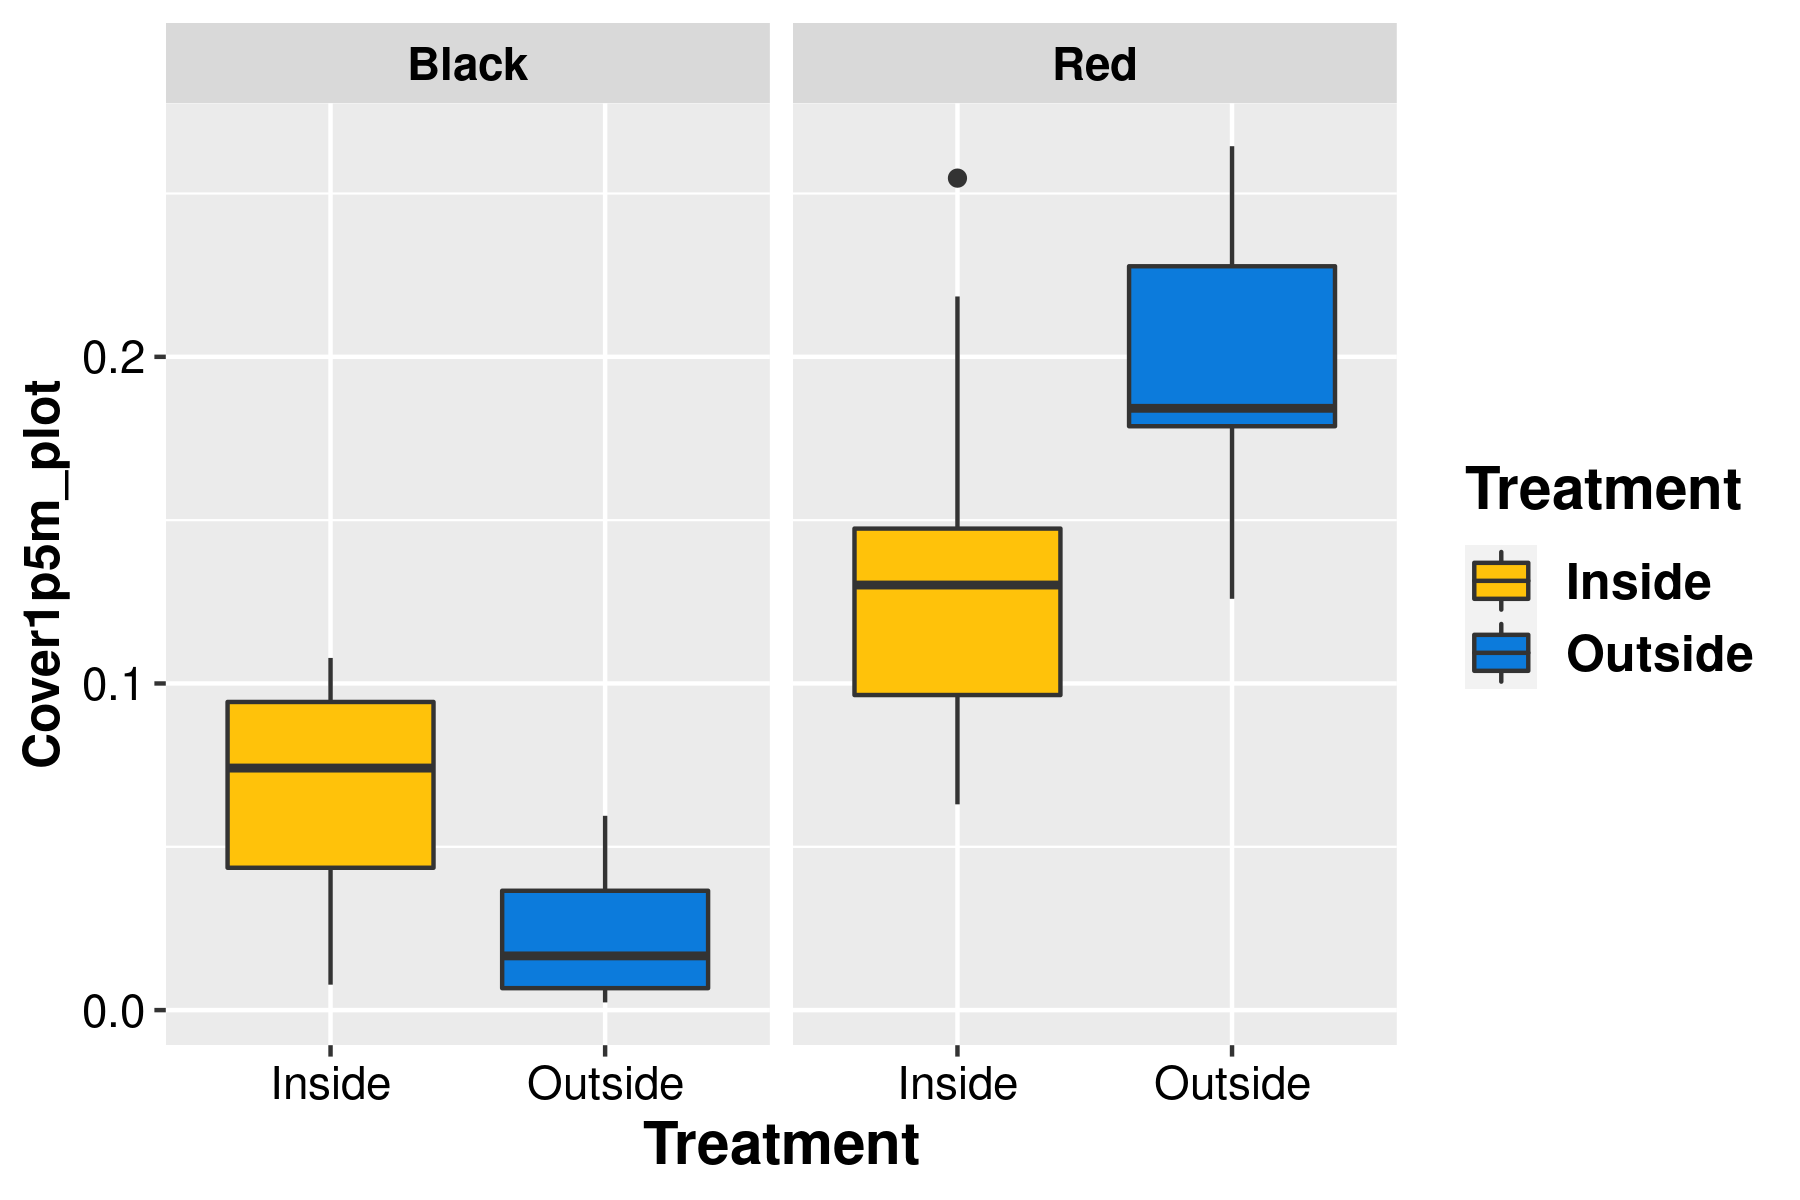 Black
Red
Cover1p5m_plot
0.2
0.1
0.0
Inside
Outside
Inside
Outside
Treatment
Treatment
Inside
Outside